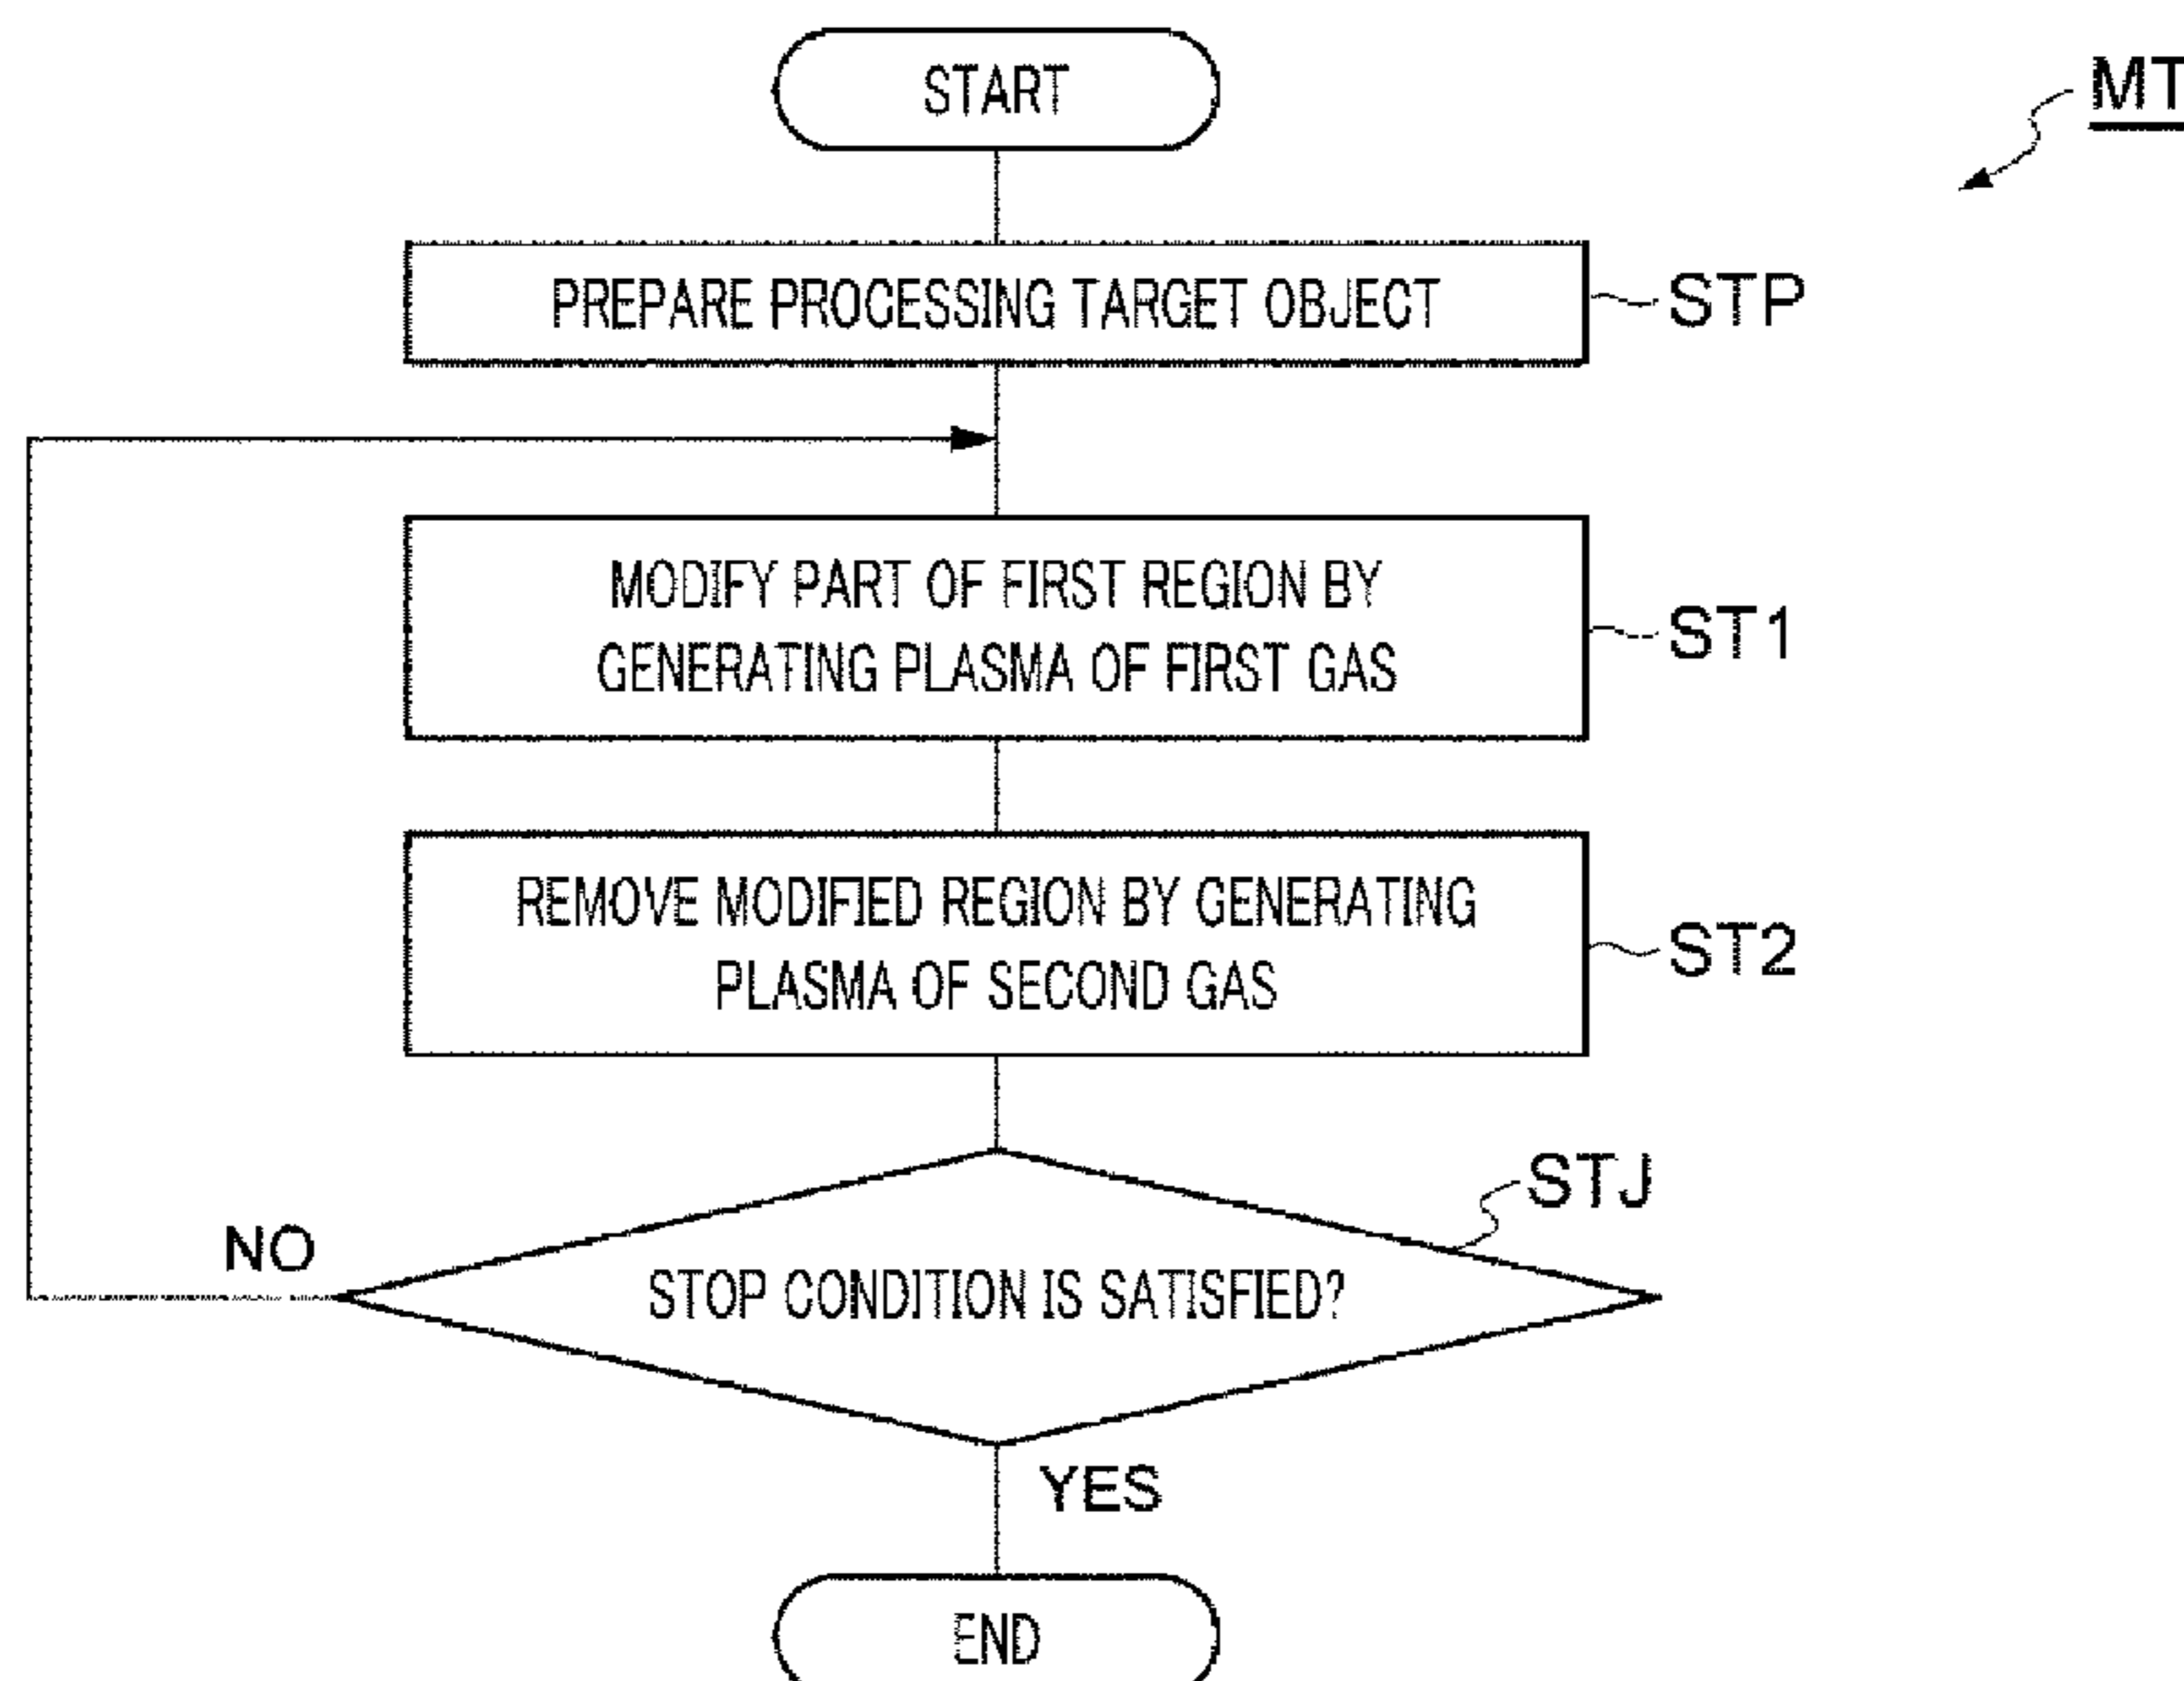 START
MT
PREPARE PROCESSING TARGET OBJECT
STP
MODIFY PART OF FIRST REGION BY
GENERATING PLASMA OF FIRST GAS
ST1
REMOVE MODIFIED REGION BY GENERATING
PLASMA OF SECOND GAS
ST2
STJ
NO
STOP CONDITION IS SATISFIED?
YES
END